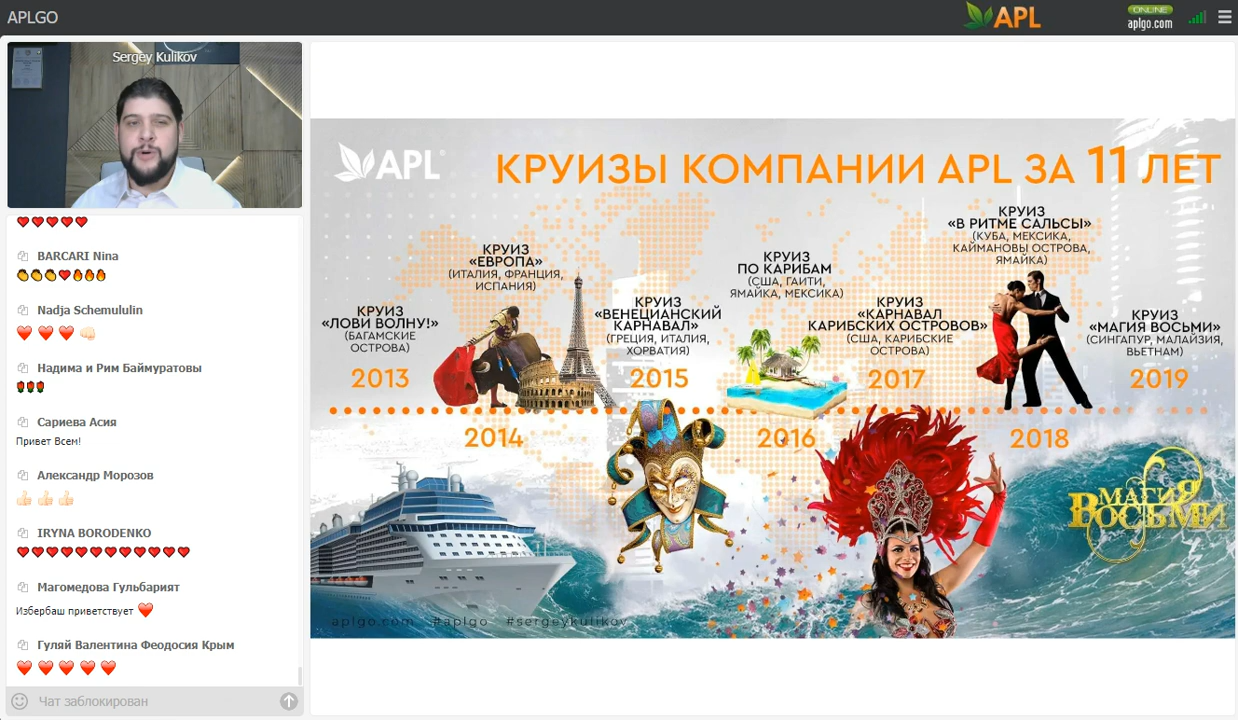 APLGO
APL
ONLINE
aplgo.com
Sergey Kulikov
BARCARI Nina
Nadja Schemululin
Надима и Рим Баймуратовы
Сариева Асия
Привет Всем!
Александр Морозов
IRYNA BORODENKO
Магомедова Гульбарият
Избербаш приветствует
Гуляй Валентина Феодосия Крым
Чат заблокирован
APL
КРУИЗЫ КОМПАНИИ APL ЗА 11 ЛЕТ
КРУИЗ
«ЛОВИ ВОЛНУ!»
(БАГАМСКИЕ
ОСТРОВА)
2013
КРУИЗ
«ЕВРОПА»
(ИТАЛИЯ, ФРАНЦИЯ,
ИСПАНИЯ)
2014
КРУИЗ
«ВЕНЕЦИАНСКИЙ
КАРНАВАЛ»
(ГРЕЦИЯ, ИТАЛИЯ,
ХОРВАТИЯ)
2015
КРУИЗ
ПО КАРИБАМ
(США, ГАИТИ,
ЯМАЙКА, МЕКСИКА)
2016
КРУИЗ
«КАРНАВАЛ
КАРИБСКИХ ОСТРОВОВ»
(США, КАРИБСКИЕ
ОСТРОВА)
2017
КРУИЗ
«В РИТМЕ САЛЬСЫ»
(КУБА, МЕКСИКА,
КАЙМАНОВЫ ОСТРОВА,
ЯМАЙКА)
2018
КРУИЗ
«МАГИЯ ВОСЬМИ»
(СИНГАПУР, МАЛАЙЗИЯ,
ВЬЕТНАМ)
2019
МАГИЯ
ВОСЬМИ
aplgo.com #aplgo #sergeykulikov